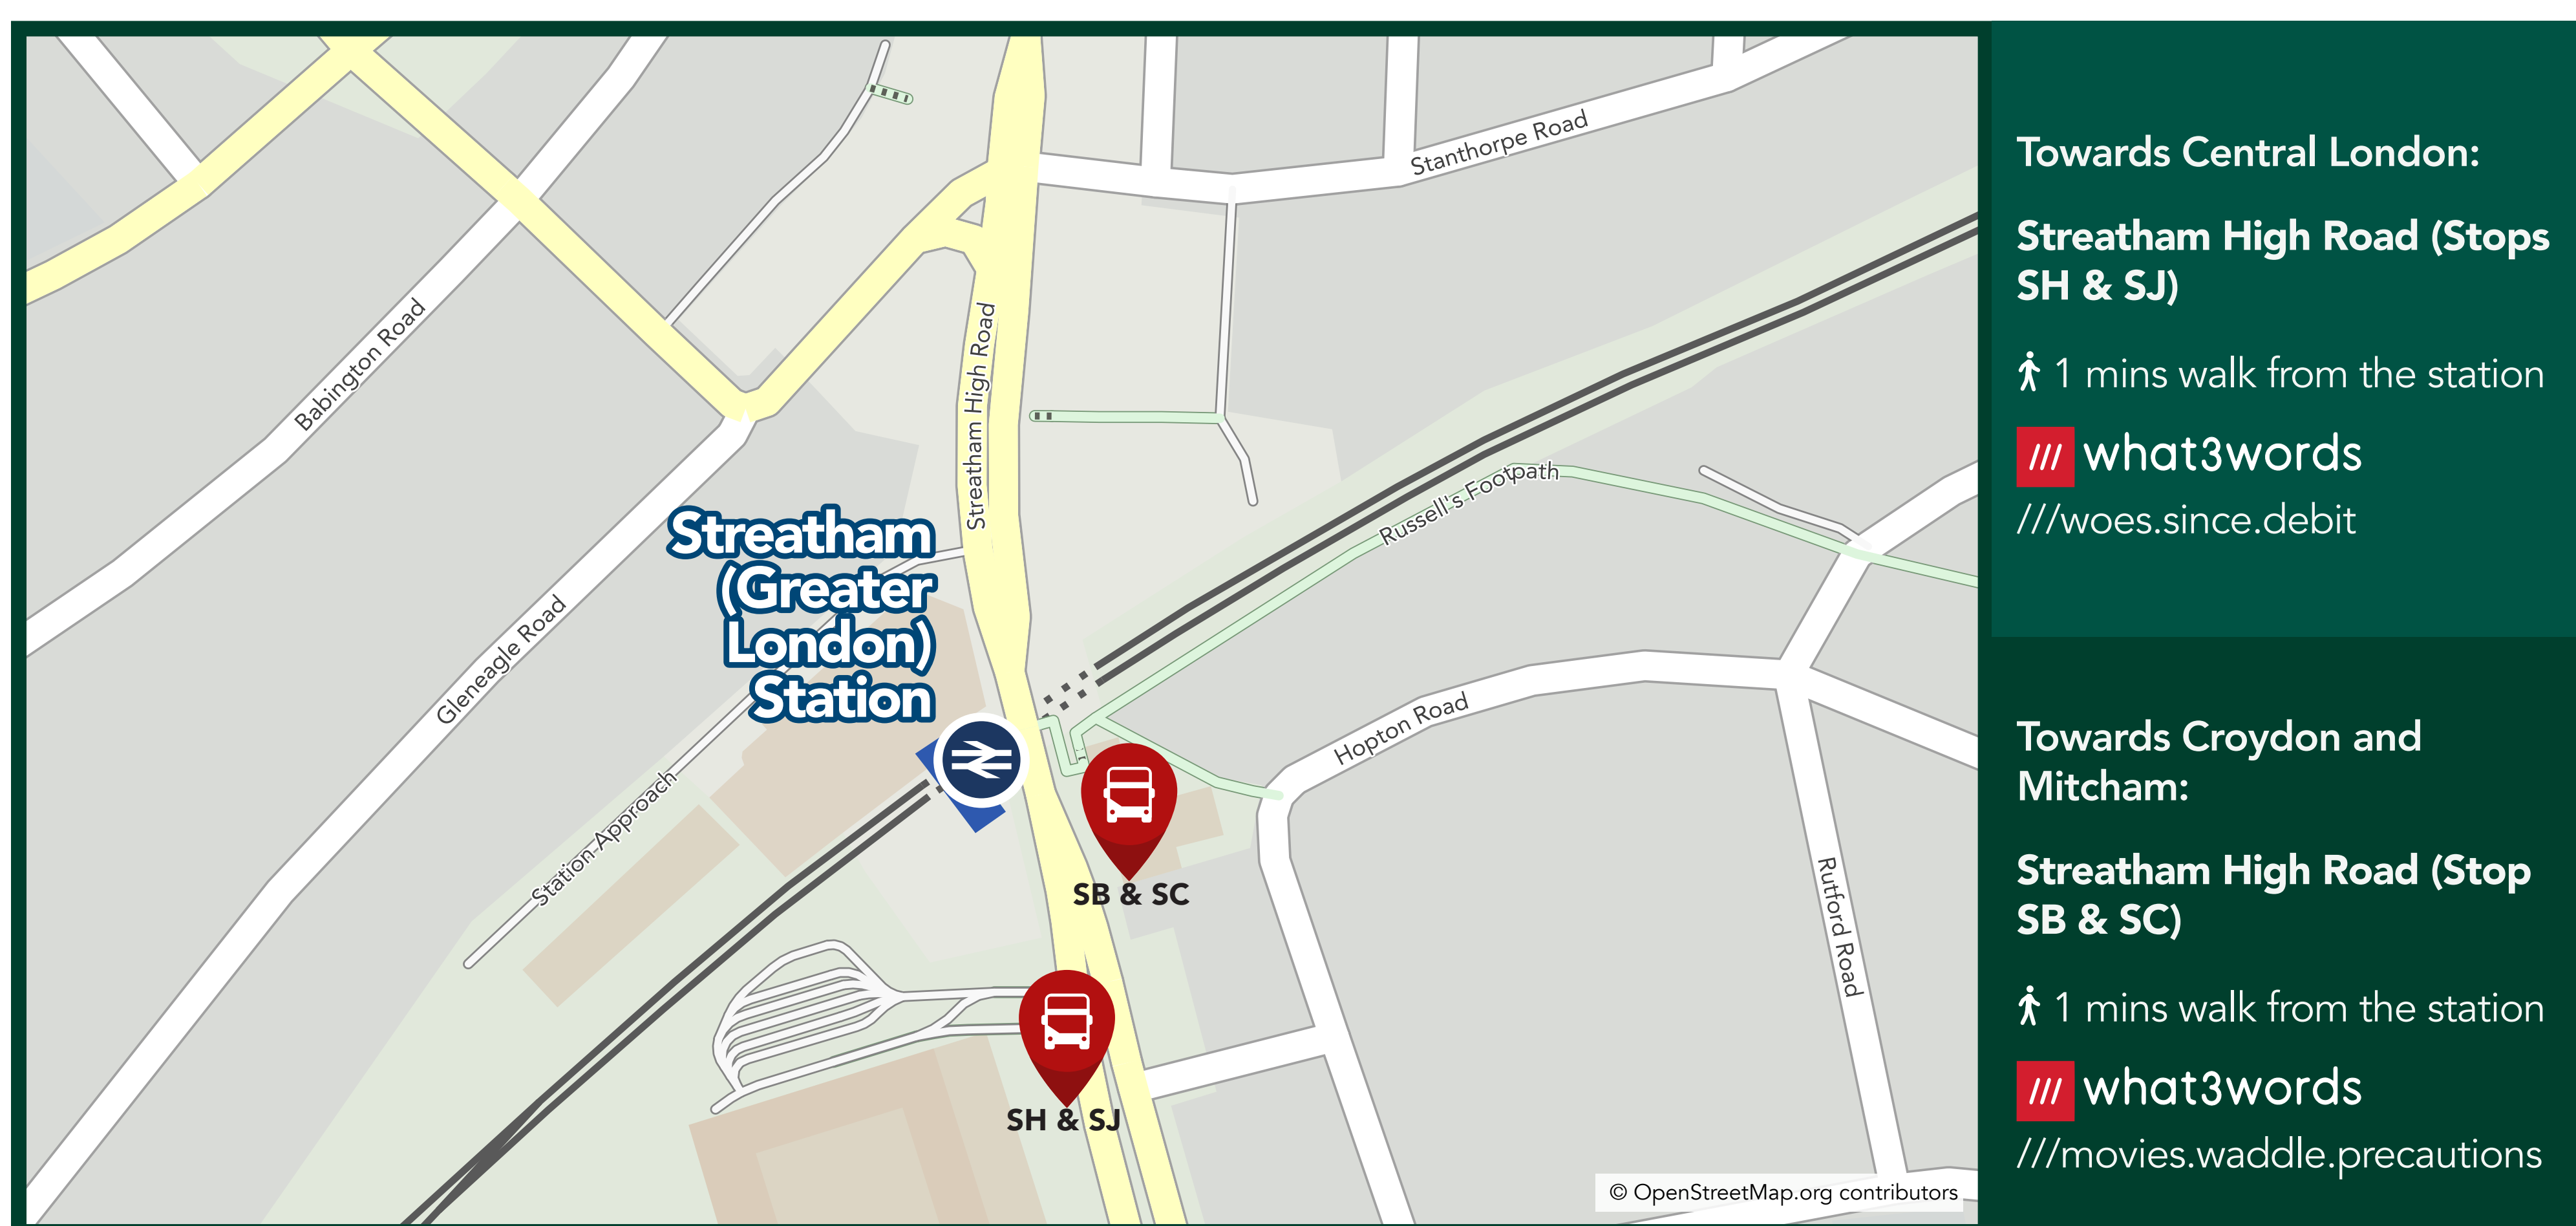 Stanthorpe Road
Babington Road
Streatham High Road
Russell's Footpath
Streatham
(Greater
London)
Station
Gleneagle Road
Hopton Road
Station Approach
SB & SC
Rutford Road
SH & SJ
© OpenStreetMap.org contributors
Towards Central London:
Streatham High Road (Stops
SH & SJ)
1 mins walk from the station
/// what3words
///woes.since.debit
Towards Croydon and
Mitcham:
Streatham High Road (Stop
SB & SC)
1 mins walk from the station
/// what3words
///movies.waddle.precautions